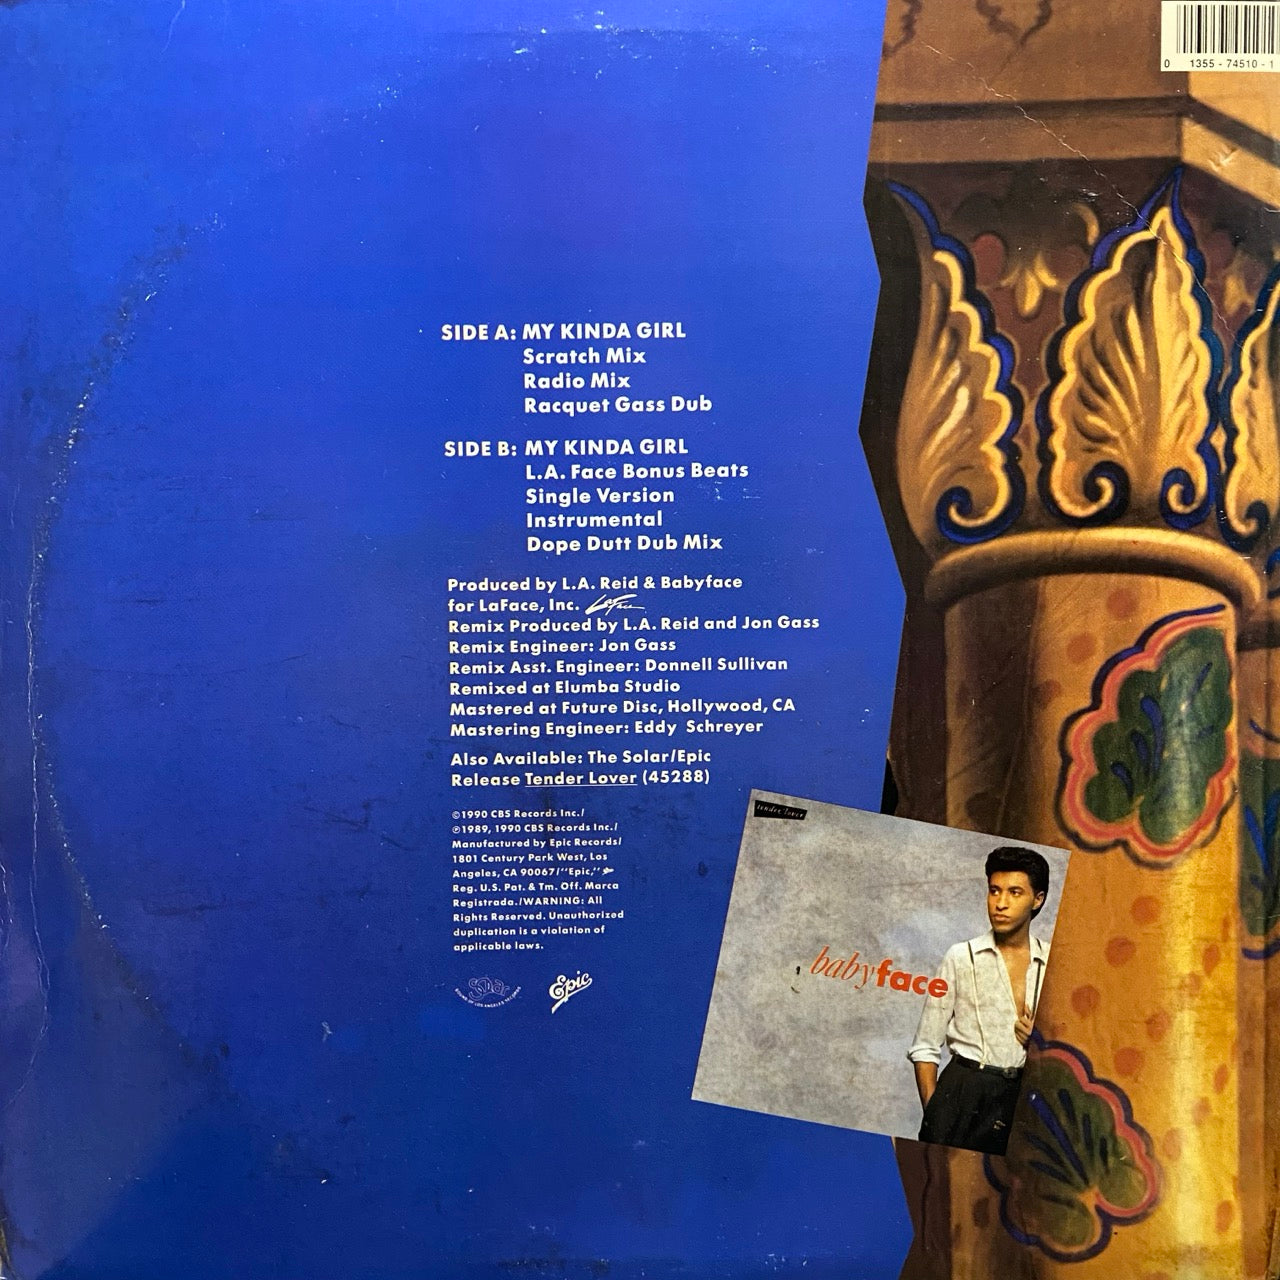 0 1355 - 74510 - 1
SIDE A: MY KINDA GIRL
Scratch Mix
Radio Mix
Racquet Gass Dub
SIDE B: MY KINDA GIRL
L.A. Face Bonus Beats
Single Version
Instrumental
Dope Dutt Dub Mix
Produced by L.A. Reid & Babyface
for LaFace, Inc. LaFace
Remix Produced by L.A. Reid and Jon Gass
Remix Engineer: Jon Gass
Remix Asst. Engineer: Donnell Sullivan
Remixed at Elumba Studio
Mastered at Future Disc, Hollywood, CA
Mastering Engineer: Eddy Schreyer
Also Available: The Solar/Epic
Release Tender Lover (45288)
©1990 CBS Records Inc./
℗1989, 1990 CBS Records Inc./
Manufactured by Epic Records/
1801 Century Park West, Los
Angeles, CA 90067/"Epic,"
Reg. U.S. Pat. & Tm. Off. Marca
Registrada./WARNING: All
Rights Reserved. Unauthorized
duplication is a violation of
applicable laws.
Solar
SOUND OF LOS ANGELES RECORDS
Epic
tender lover
babyface